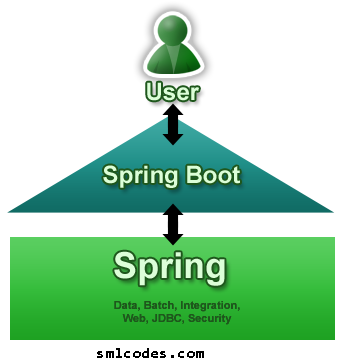 User
Spring Boot
Spring
Data, Batch, Integration,
Web, JDBC, Security
smlcodes.com